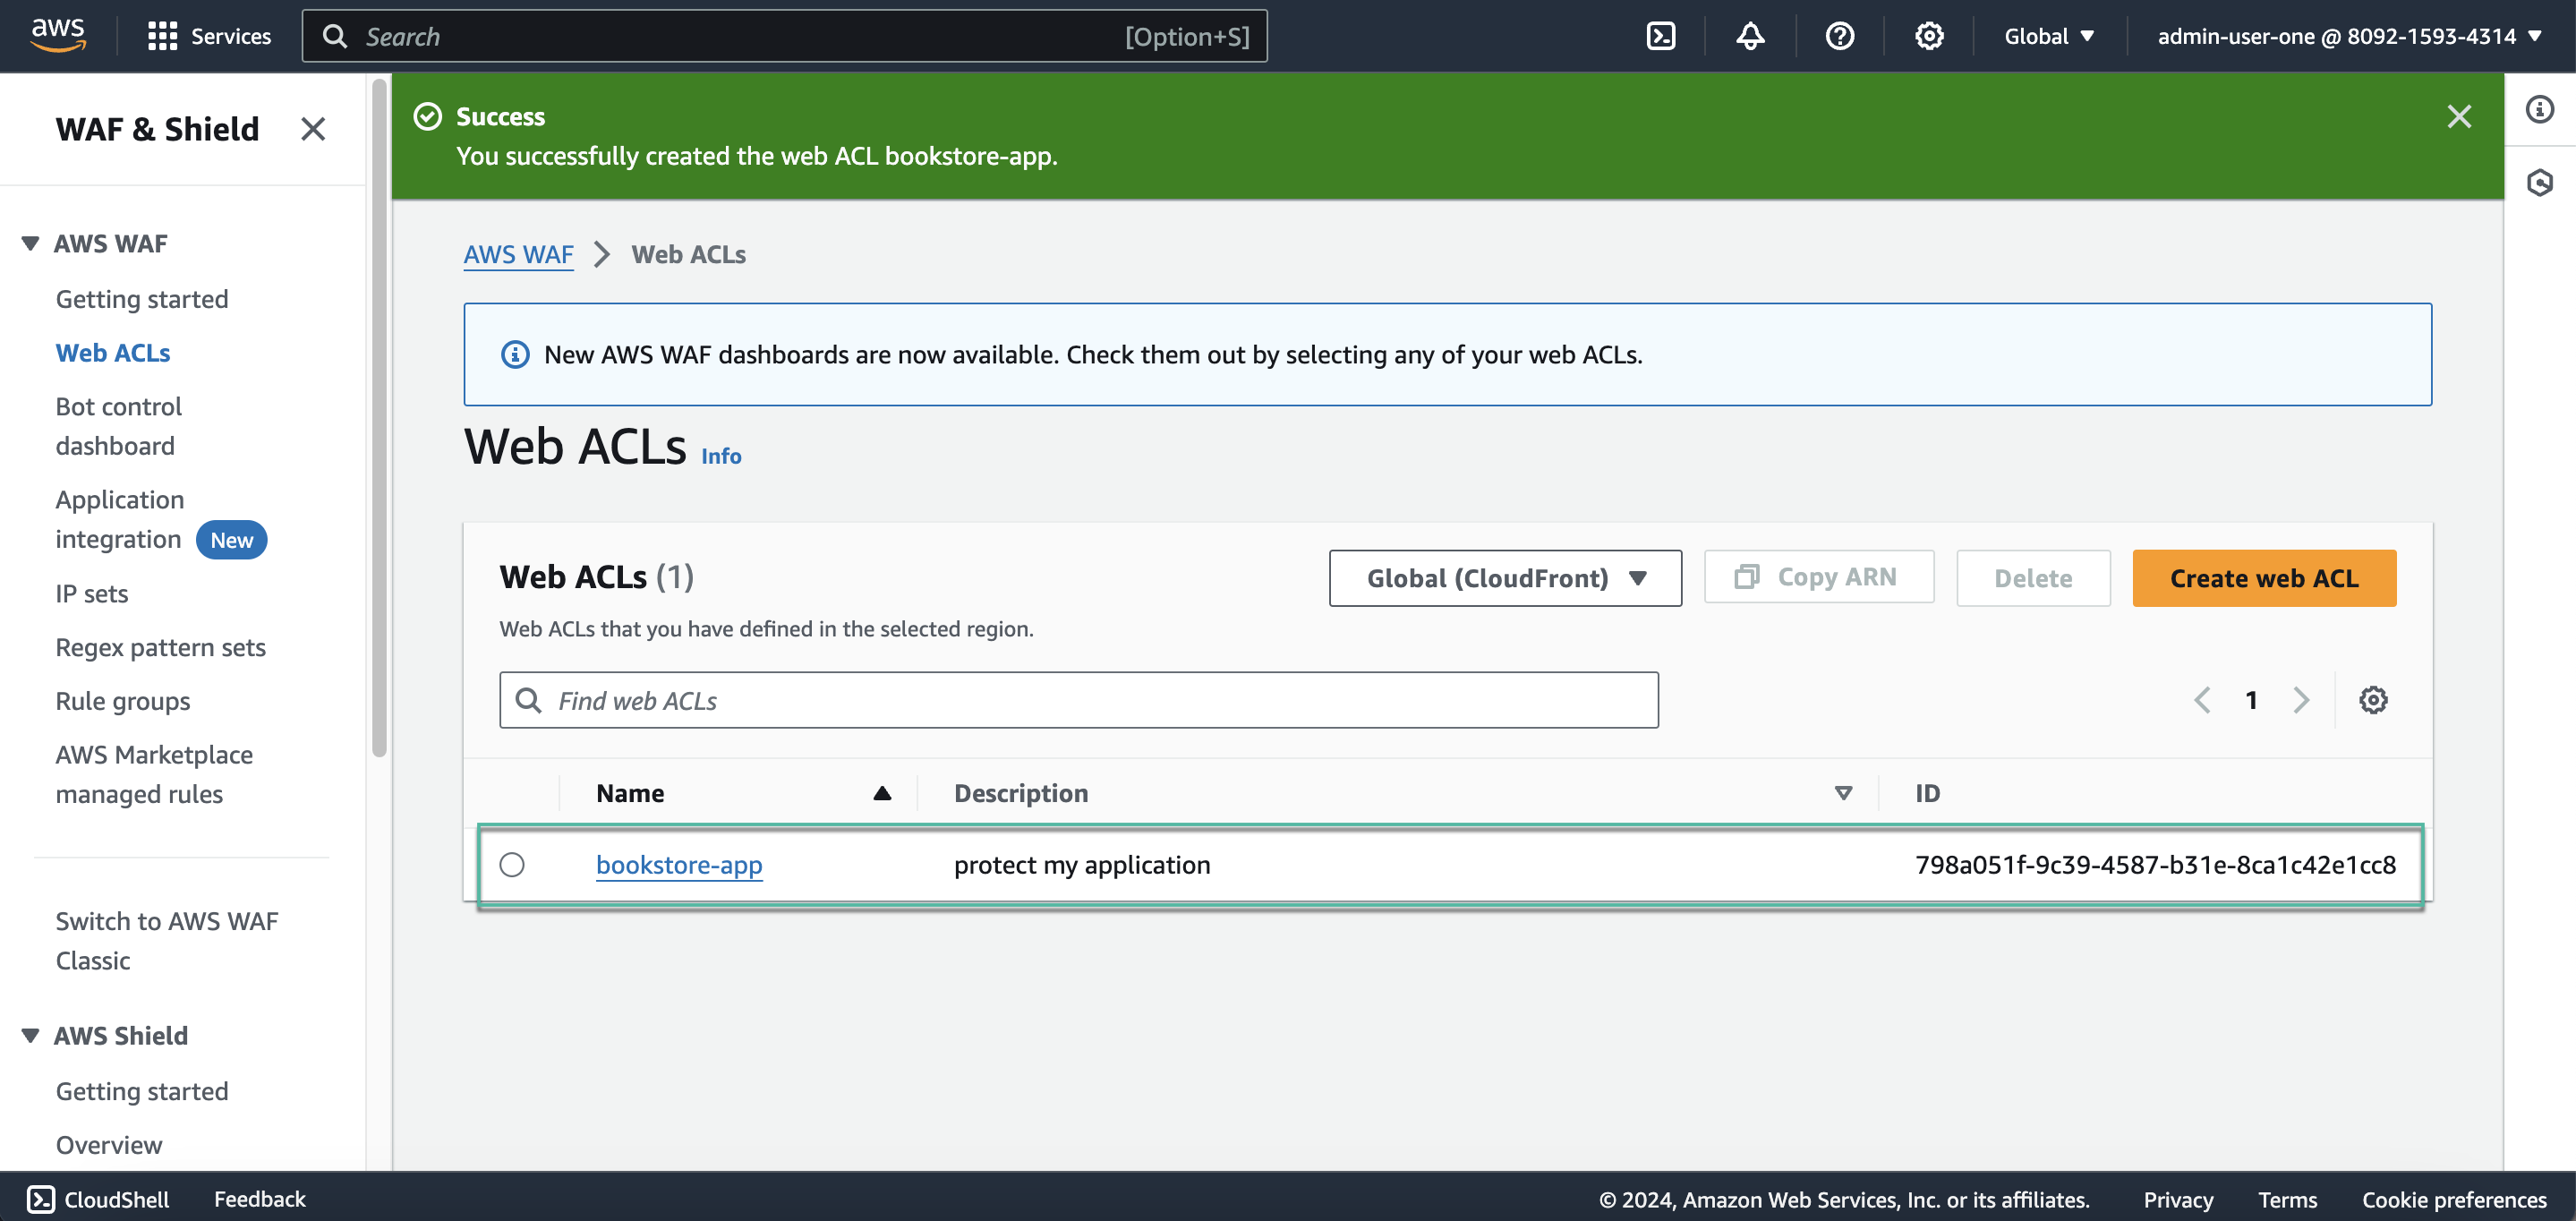 aws
Services
Search
[Option+S]
Global
admin-user-one @ 8092-1593-4314
WAF & Shield
AWS WAF
Getting started
Web ACLs
Bot control
dashboard
Application
integration New
IP sets
Regex pattern sets
Rule groups
AWS Marketplace
managed rules
Switch to AWS WAF
Classic
AWS Shield
Getting started
Overview
Success
You successfully created the web ACL bookstore-app.
AWS WAF
Web ACLs
New AWS WAF dashboards are now available. Check them out by selecting any of your web ACLs.
Web ACLs Info
Web ACLs (1)
Global (CloudFront)
Copy ARN
Delete
Create web ACL
Web ACLs that you have defined in the selected region.
Find web ACLs
1
Name
Description
ID
bookstore-app
protect my application
798a051f-9c39-4587-b31e-8ca1c42e1cc8
CloudShell
Feedback
© 2024, Amazon Web Services, Inc. or its affiliates.
Privacy
Terms
Cookie preferences